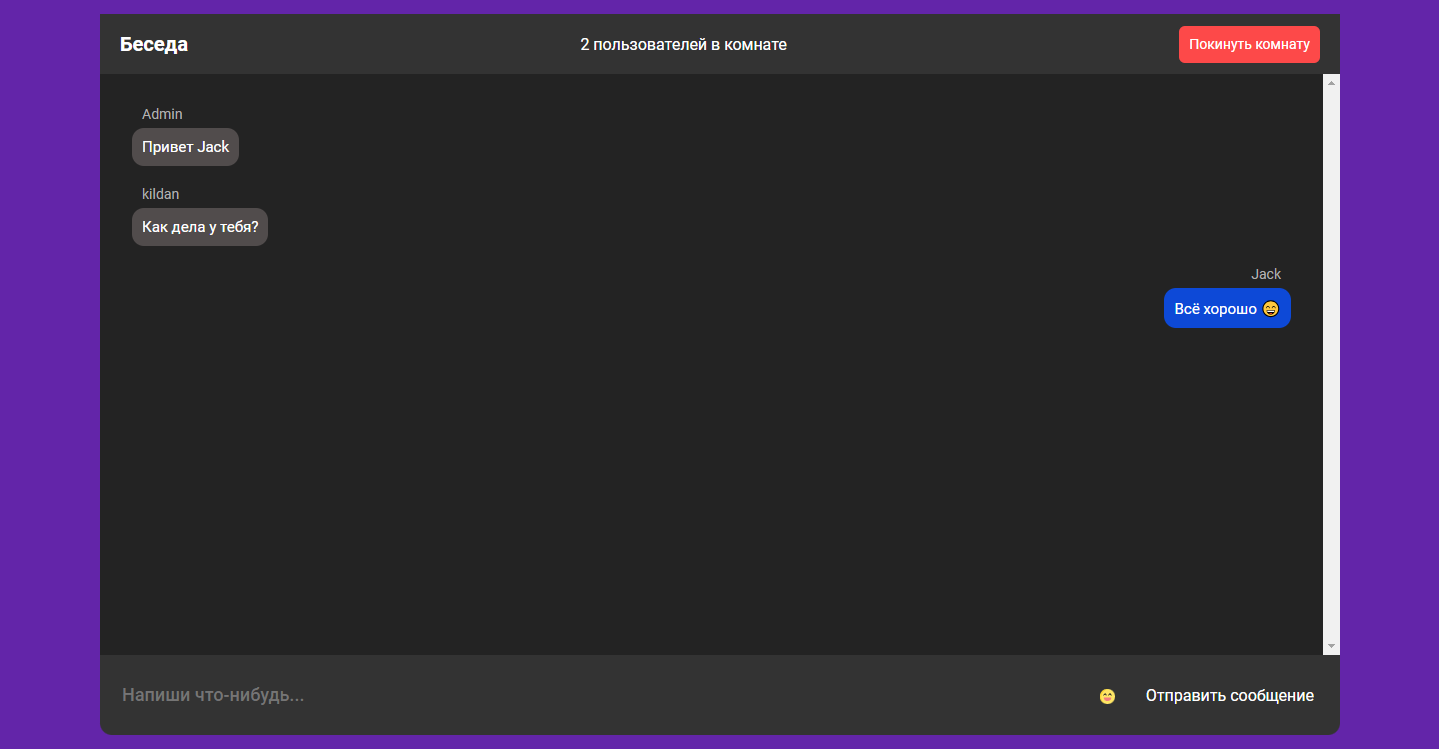 Беседа
2 пользователей в комнате
Покинуть комнату
Admin
Привет Jack
kildan
Как дела у тебя?
Jack
Всё хорошо 😄
Напиши что-нибудь...
Отправить сообщение